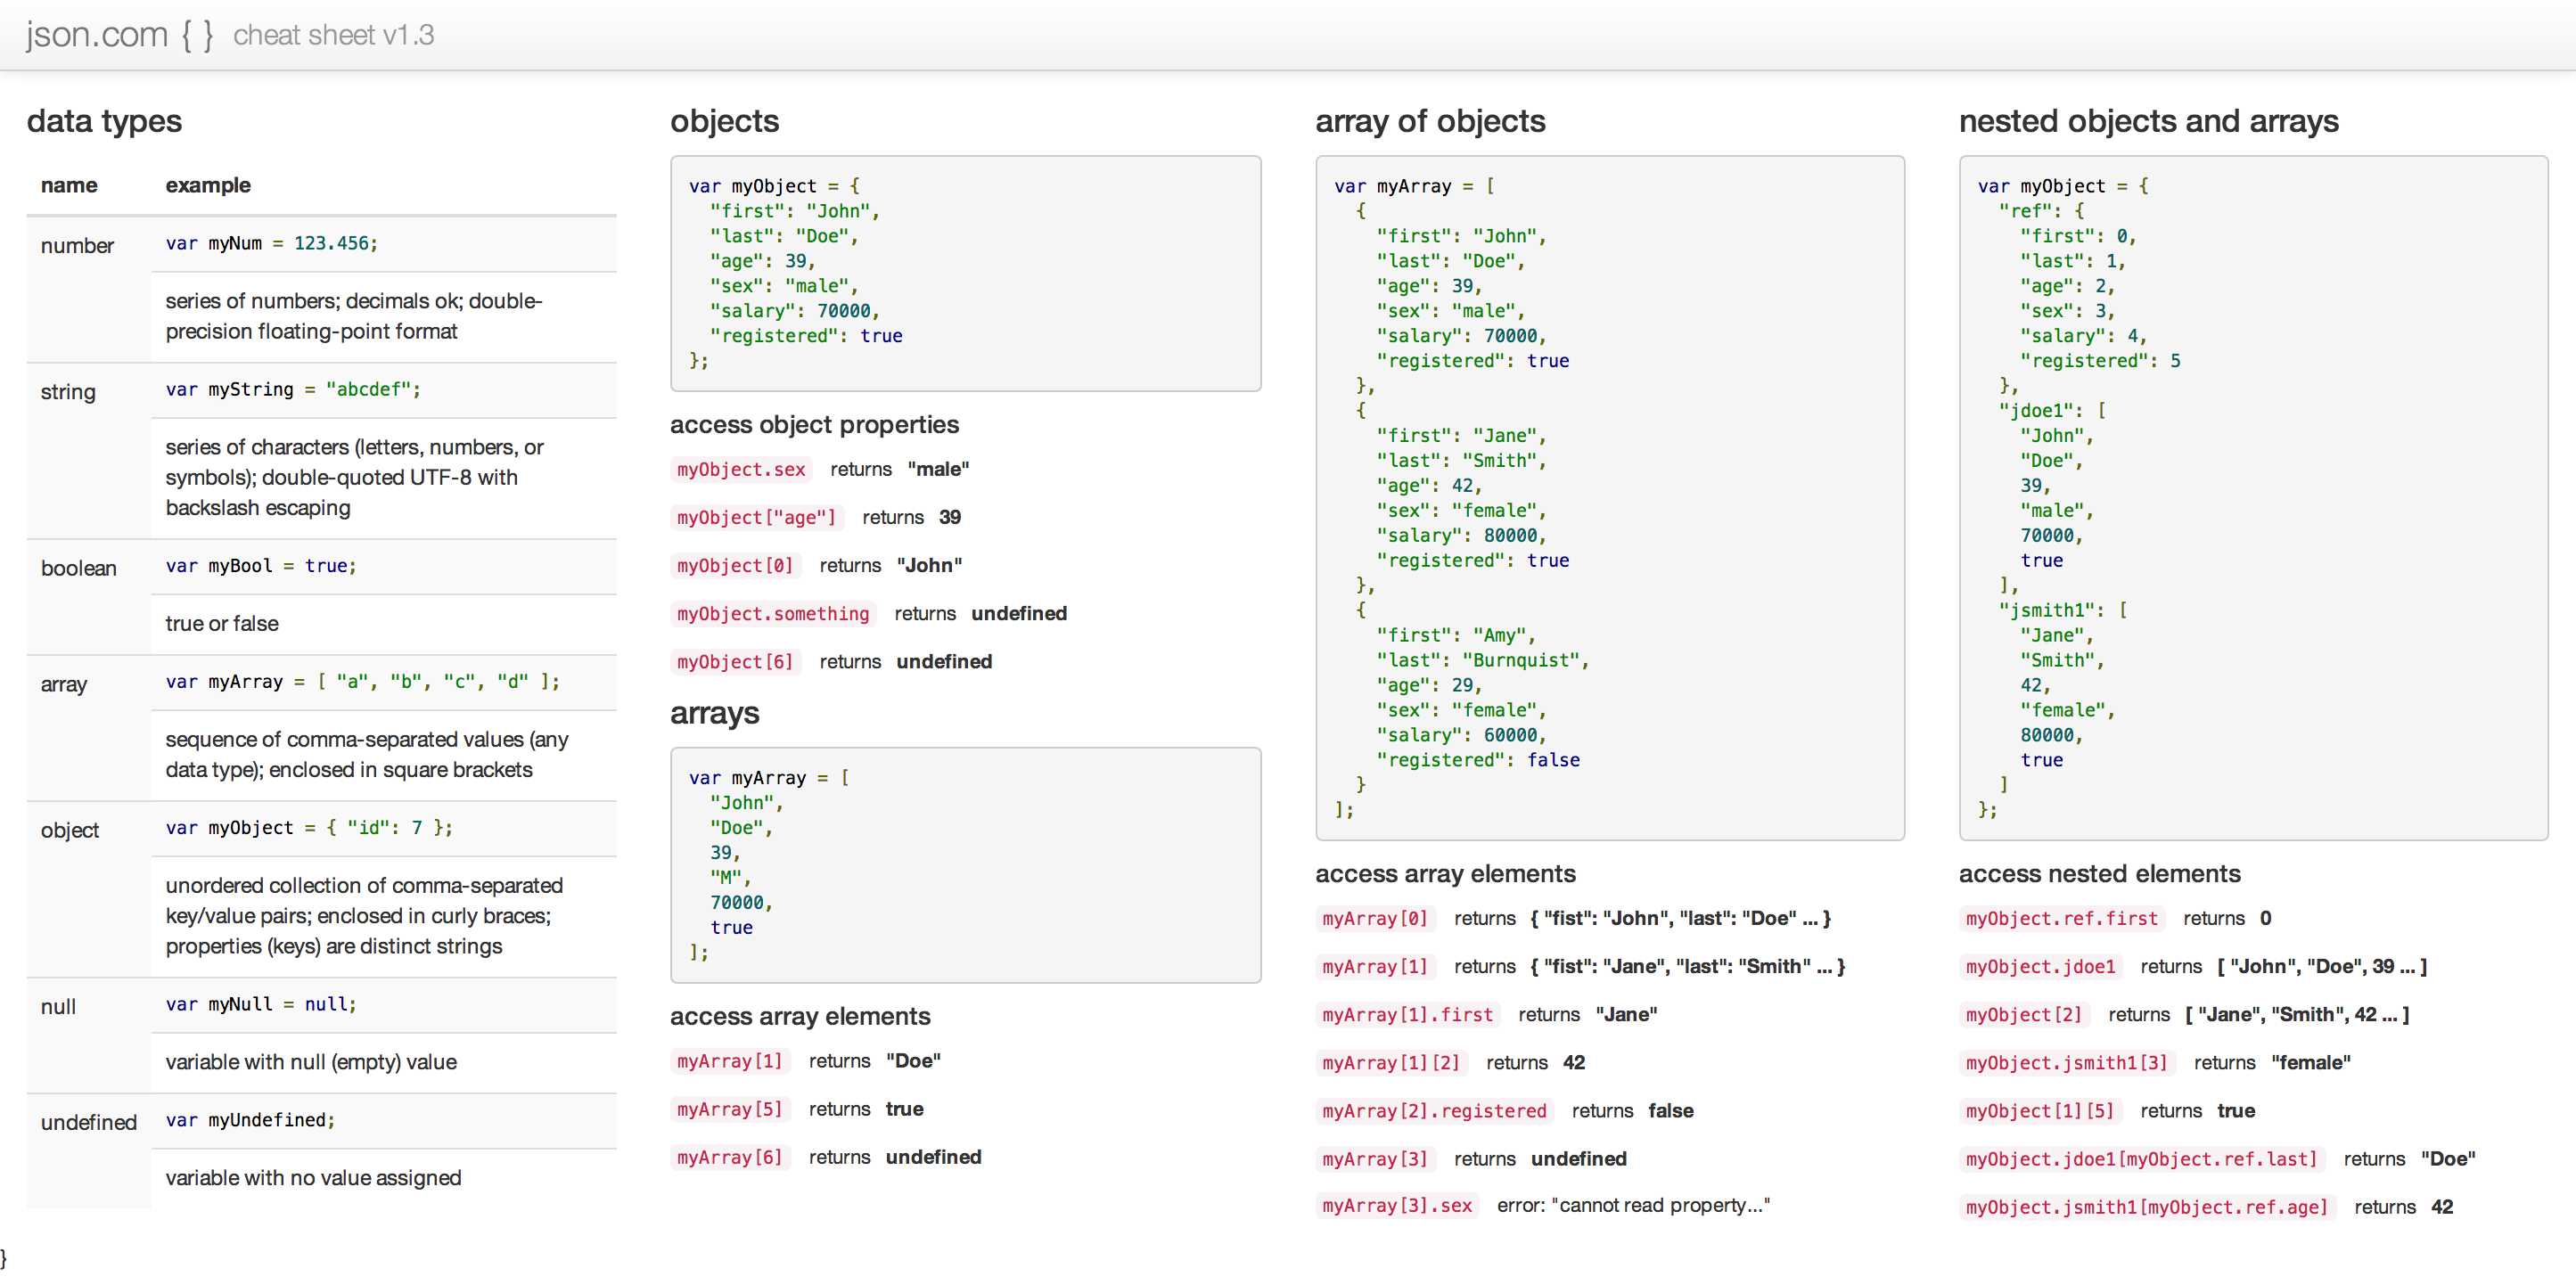 json.com { } cheat sheet v1.3
data types
name example
number var myNum = 123.456;
series of numbers; decimals ok; double-
precision floating-point format
string var myString = "abcdef";
series of characters (letters, numbers, or
symbols); double-quoted UTF-8 with
backslash escaping
boolean var myBool = true;
true or false
array var myArray = [ "a", "b", "c", "d" ];
sequence of comma-separated values (any
data type); enclosed in square brackets
object var myObject = { "id": 7 };
unordered collection of comma-separated
key/value pairs; enclosed in curly braces;
properties (keys) are distinct strings
null var myNull = null;
variable with null (empty) value
undefined var myUndefined;
variable with no value assigned
objects
var myObject = {
"first": "John",
"last": "Doe",
"age": 39,
"sex": "male",
"salary": 70000,
"registered": true
};
access object properties
myObject.sex returns "male"
myObject["age"] returns 39
myObject[0] returns "John"
myObject.something returns undefined
myObject[6] returns undefined
arrays
var myArray = [
"John",
"Doe",
39,
"M",
70000,
true
];
access array elements
myArray[1] returns "Doe"
myArray[5] returns true
myArray[6] returns undefined
array of objects
var myArray = [
{
"first": "John",
"last": "Doe",
"age": 39,
"sex": "male",
"salary": 70000,
"registered": true
},
{
"first": "Jane",
"last": "Smith",
"age": 42,
"sex": "female",
"salary": 80000,
"registered": true
},
{
"first": "Amy",
"last": "Burnquist",
"age": 29,
"sex": "female",
"salary": 60000,
"registered": false
}
];
access array elements
myArray[0] returns { "fist": "John", "last": "Doe" ... }
myArray[1] returns { "fist": "Jane", "last": "Smith" ... }
myArray[1].first returns "Jane"
myArray[1][2] returns 42
myArray[2].registered returns false
myArray[3] returns undefined
myArray[3].sex error: "cannot read property..."
nested objects and arrays
var myObject = {
"ref": {
"first": 0,
"last": 1,
"age": 2,
"sex": 3,
"salary": 4,
"registered": 5
},
"jdoe1": [
"John",
"Doe",
39,
"male",
70000,
true
],
"jsmith1": [
"Jane",
"Smith",
42,
"female",
80000,
true
]
};
access nested elements
myObject.ref.first returns 0
myObject.jdoe1 returns [ "John", "Doe", 39 ... ]
myObject[2] returns [ "Jane", "Smith", 42 ... ]
myObject.jsmith1[3] returns "female"
myObject[1][5] returns true
myObject.jdoe1[myObject.ref.last] returns "Doe"
myObject.jsmith1[myObject.ref.age] returns 42
}